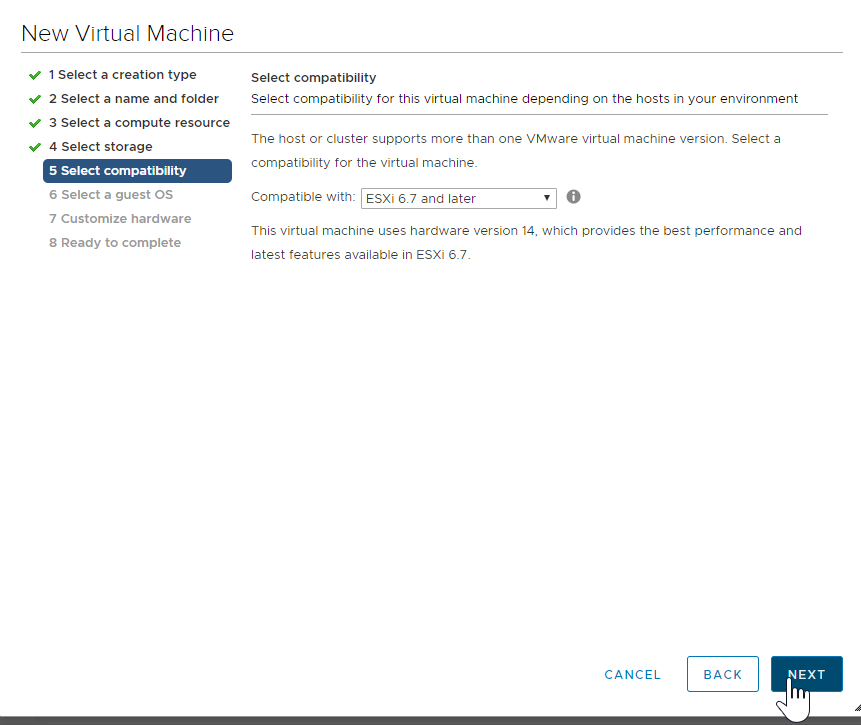 New Virtual Machine
1 Select a creation type
2 Select a name and folder
3 Select a compute resource
4 Select storage
5 Select compatibility
6 Select a guest OS
7 Customize hardware
8 Ready to complete
Select compatibility
Select compatibility for this virtual machine depending on the hosts in your environment
The host or cluster supports more than one VMware virtual machine version. Select a
compatibility for the virtual machine.
Compatible with: ESXi 6.7 and later
This virtual machine uses hardware version 14, which provides the best performance and
latest features available in ESXi 6.7.
CANCEL BACK NEXT